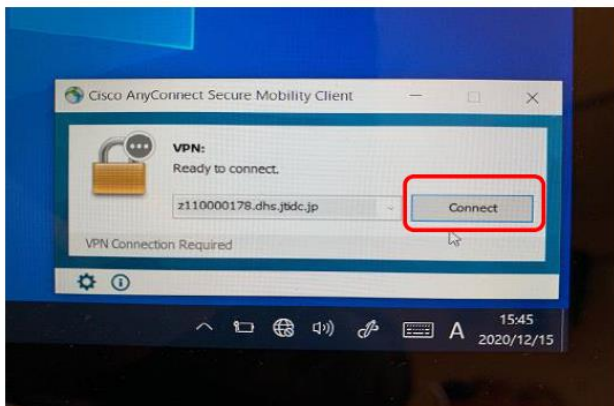 Cisco AnyConnect Secure Mobility Client
VPN:
Ready to connect.
z110000178.dhs.jtidc.jp
Connect
VPN Connection Required
A
15:45
2020/12/15